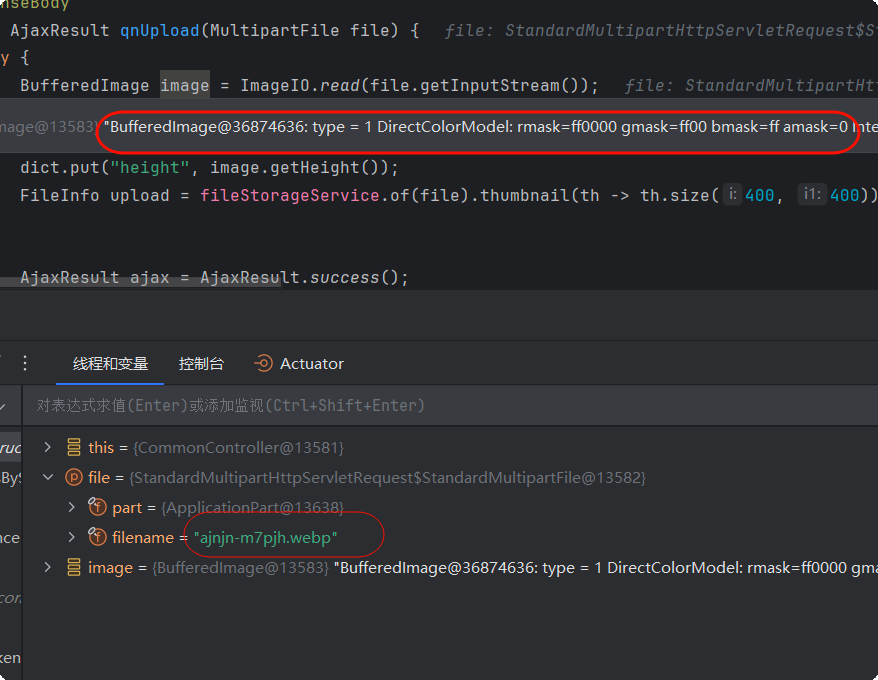 nseBody
AjaxResult qnUpload(MultipartFile file) {   file: StandardMultipartHttpServletRequest$St
y {
BufferedImage image = ImageIO.read(file.getInputStream());   file: StandardMultipartHtt
mage@13583} "BufferedImage@36874636: type = 1 DirectColorModel: rmask=ff0000 gmask=ff00 bmask=ff amask=0 Inte
dict.put("height", image.getHeight());
FileInfo upload = fileStorageService.of(file).thumbnail(th -> th.size( i: 400, i1: 400))
AjaxResult ajax = AjaxResult.success();
线程和变量 控制台 Actuator
对表达式求值(Enter)或添加监视(Ctrl+Shift+Enter)
this = {CommonController@13581}
file = {StandardMultipartHttpServletRequest$StandardMultipartFile@13582}
part = {ApplicationPart@13638}
filename = "ajnjn-m7pjh.webp"
image = {BufferedImage@13583} "BufferedImage@36874636: type = 1 DirectColorModel: rmask=ff0000 gma